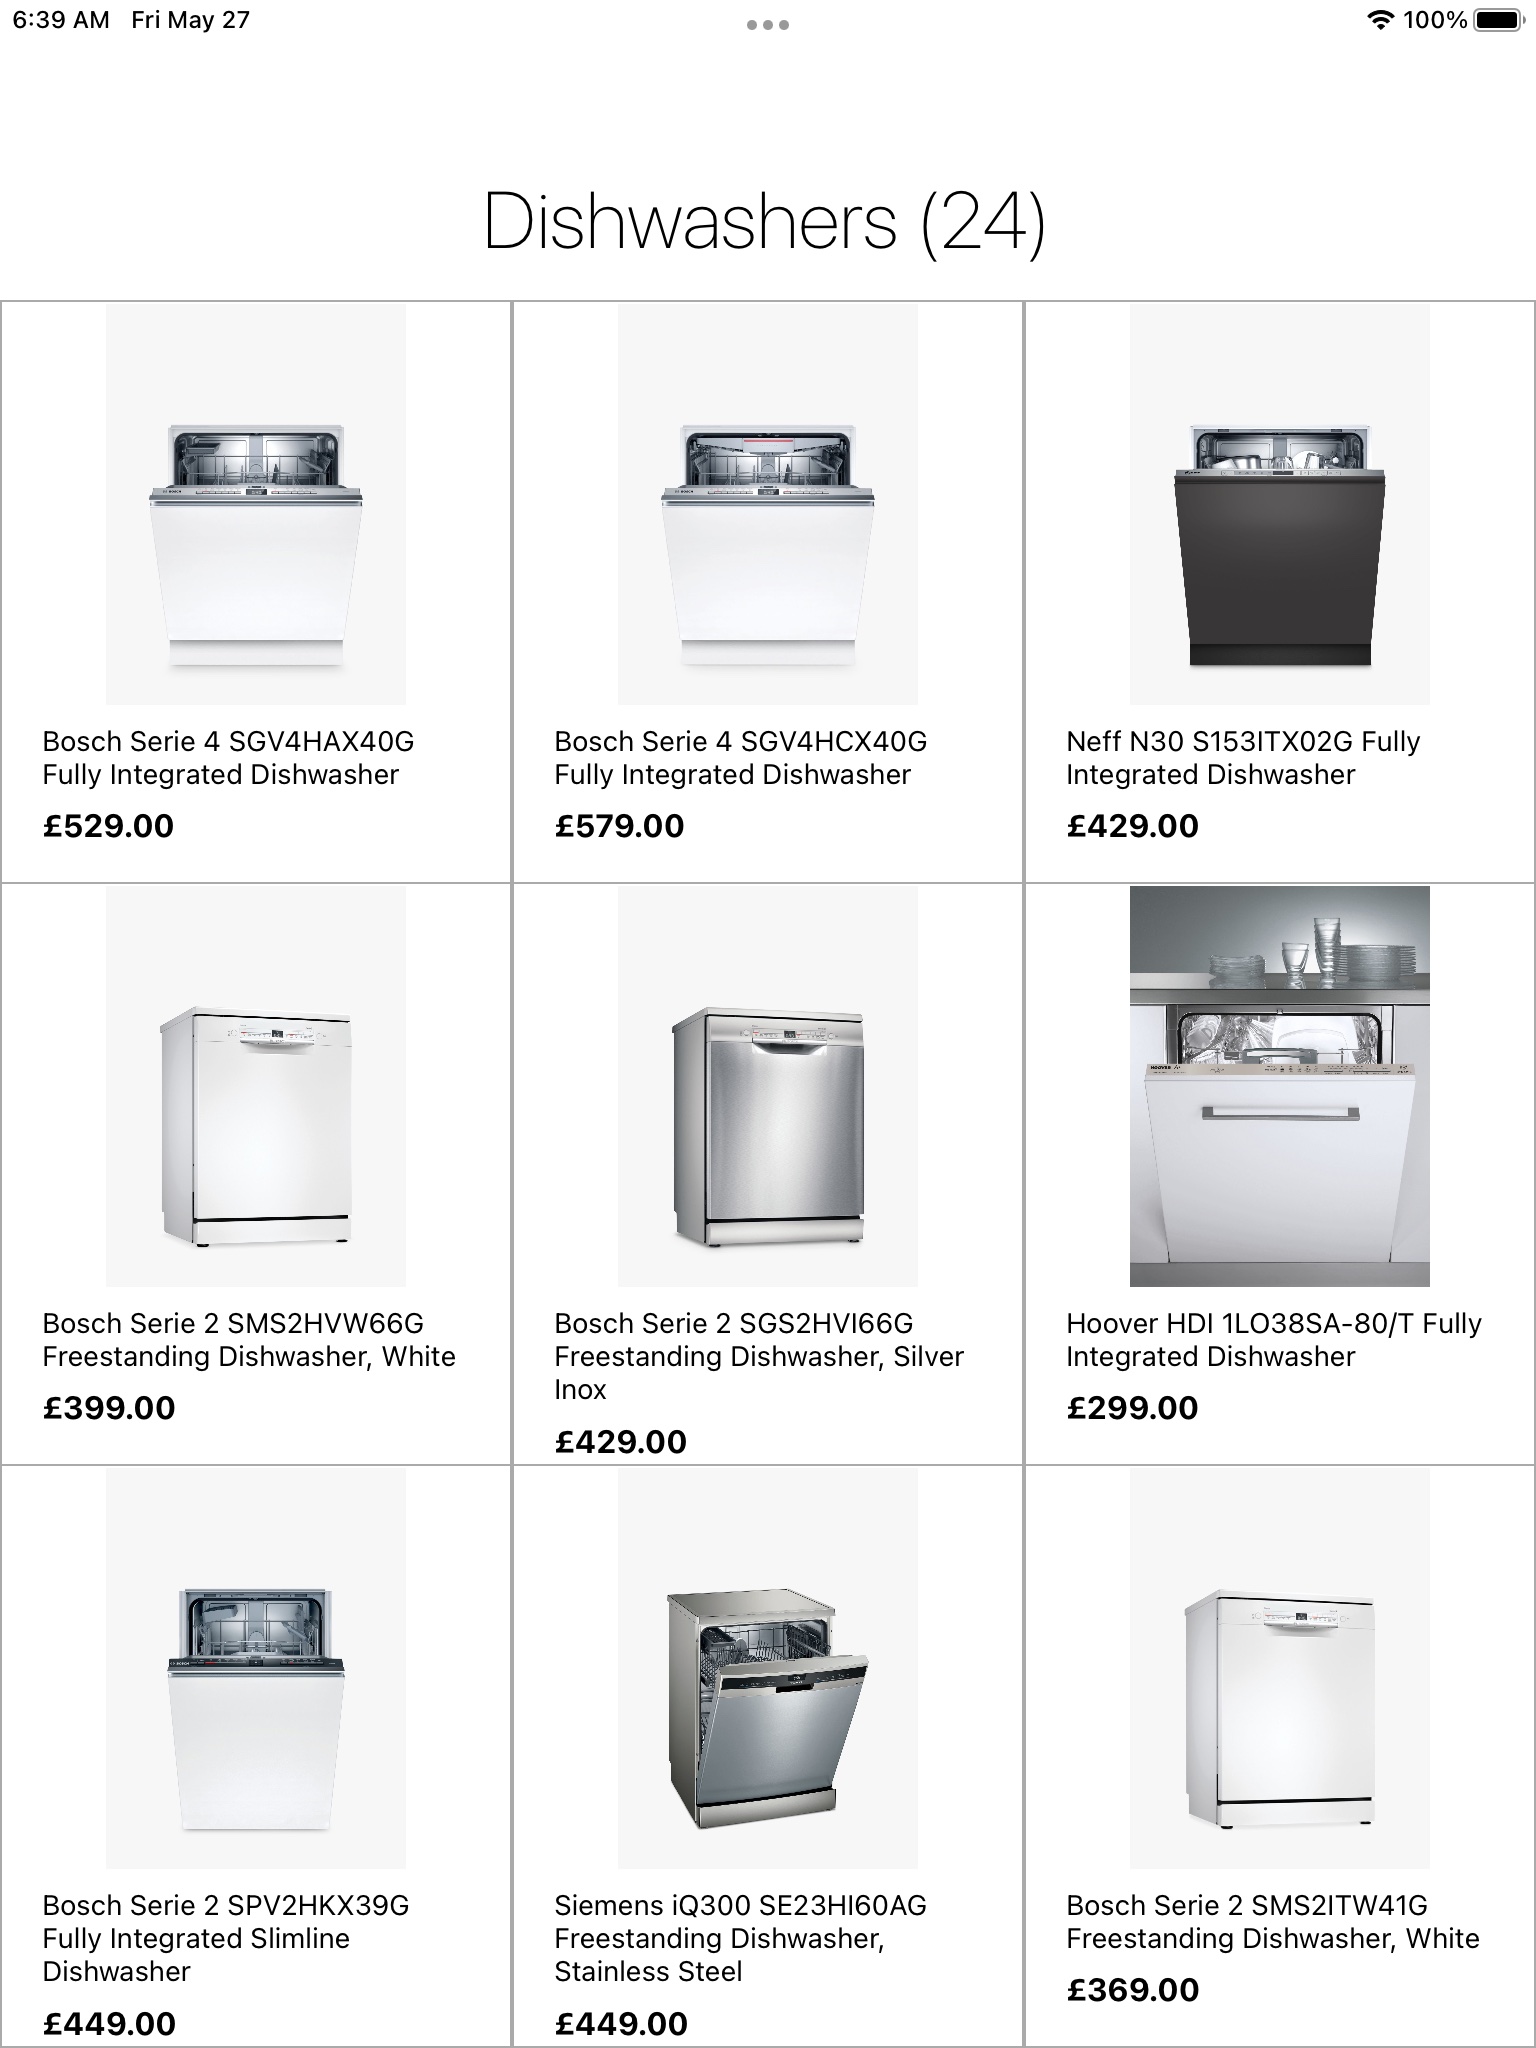 6:39 AM Fri May 27
100%
Dishwashers (24)
Bosch Serie 4 SGV4HAX40G
Fully Integrated Dishwasher
£529.00
Bosch Serie 4 SGV4HCX40G
Fully Integrated Dishwasher
£579.00
Neff N30 S153ITX02G Fully
Integrated Dishwasher
£429.00
Bosch Serie 2 SMS2HVW66G
Freestanding Dishwasher, White
£399.00
Bosch Serie 2 SGS2HVI66G
Freestanding Dishwasher, Silver
Inox
£429.00
HOOVER
Hoover HDI 1LO38SA-80/T Fully
Integrated Dishwasher
£299.00
Bosch Serie 2 SPV2HKX39G
Fully Integrated Slimline
Dishwasher
£449.00
Siemens iQ300 SE23HI60AG
Freestanding Dishwasher,
Stainless Steel
£449.00
Bosch Serie 2 SMS2ITW41G
Freestanding Dishwasher, White
£369.00